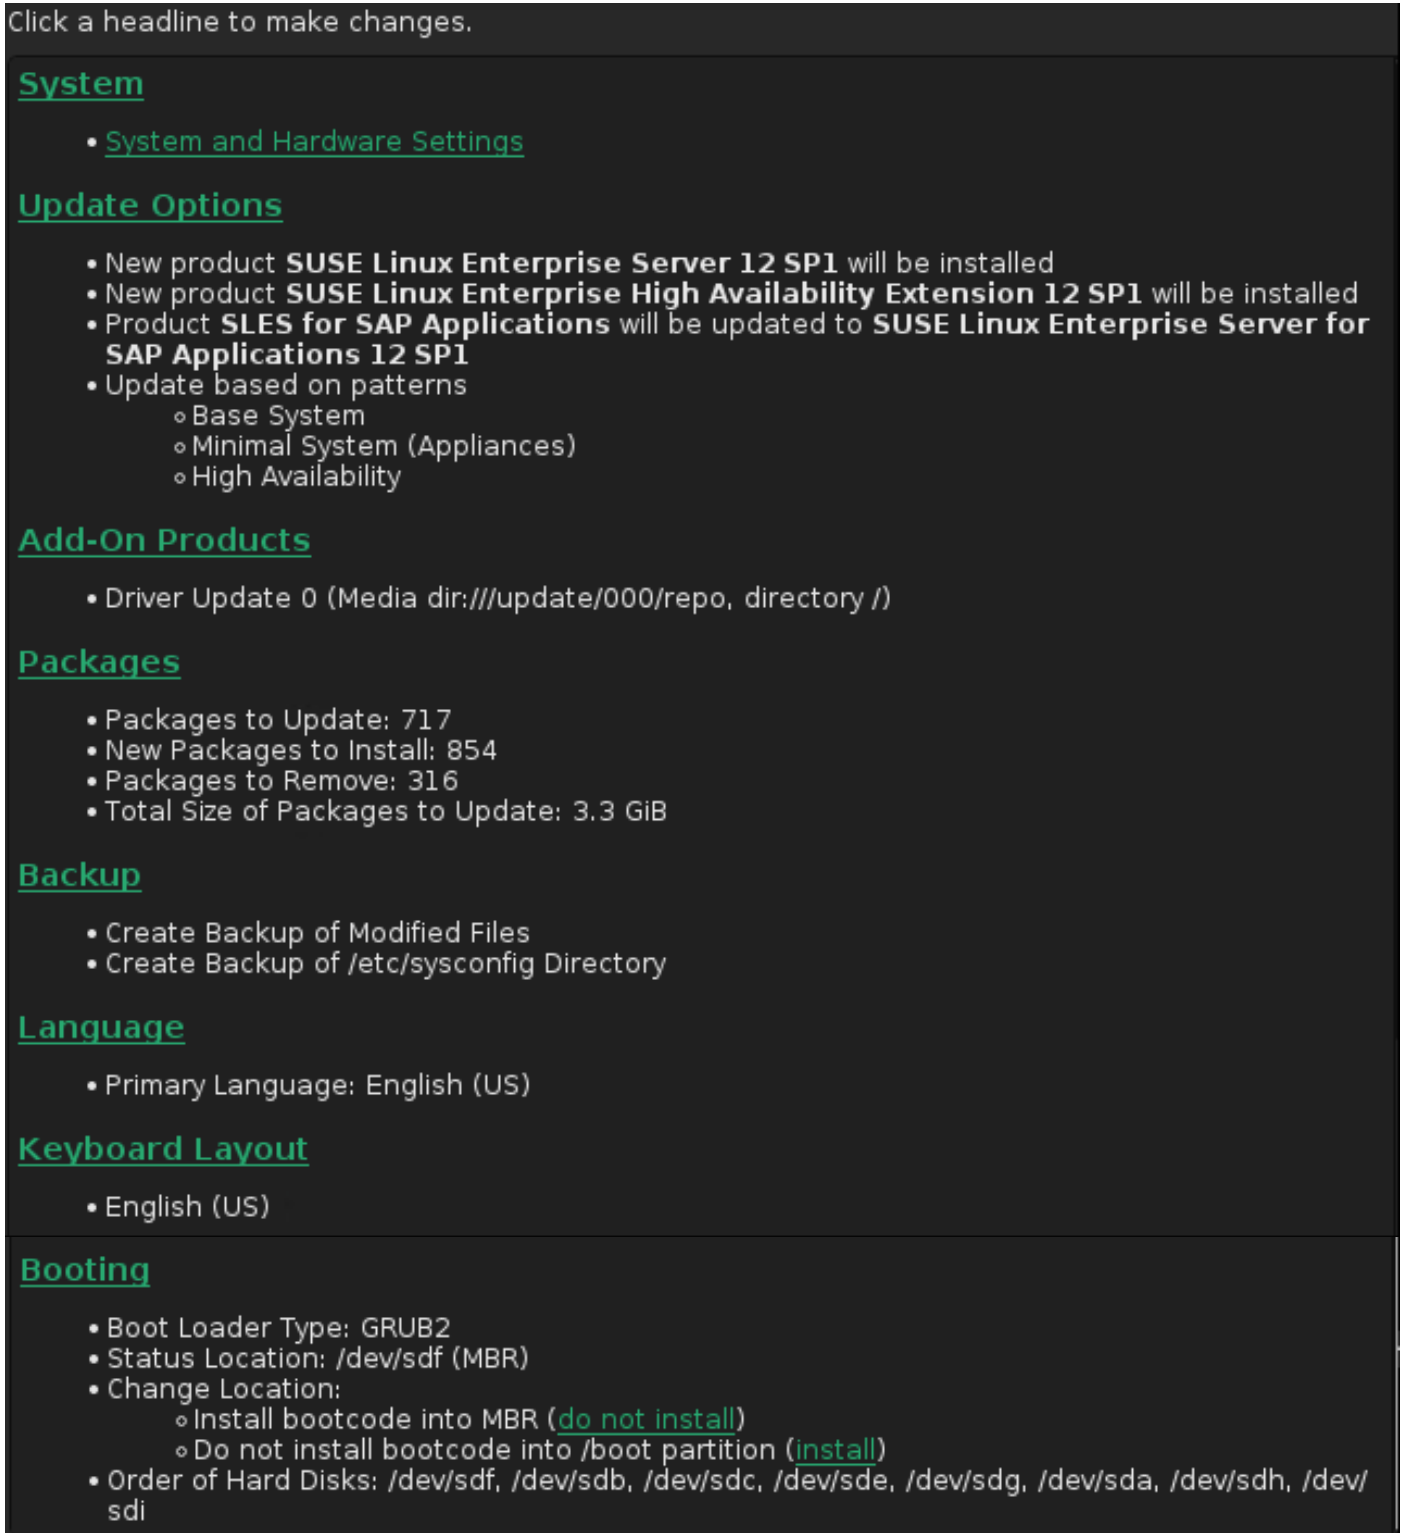 Click a headline to make changes.
System
• System and Hardware Settings
Update Options
• New product SUSE Linux Enterprise Server 12 SP1 will be installed
• New product SUSE Linux Enterprise High Availability Extension 12 SP1 will be installed
• Product SLES for SAP Applications will be updated to SUSE Linux Enterprise Server for
SAP Applications 12 SP1
• Update based on patterns
◦ Base System
◦ Minimal System (Appliances)
◦ High Availability
Add-On Products
• Driver Update 0 (Media dir:///update/000/repo, directory /)
Packages
• Packages to Update: 717
• New Packages to Install: 854
• Packages to Remove: 316
• Total Size of Packages to Update: 3.3 GiB
Backup
• Create Backup of Modified Files
• Create Backup of /etc/sysconfig Directory
Language
• Primary Language: English (US)
Keyboard Layout
• English (US)
Booting
• Boot Loader Type: GRUB2
• Status Location: /dev/sdf (MBR)
• Change Location:
◦ Install bootcode into MBR (do not install)
◦ Do not install bootcode into /boot partition (install)
• Order of Hard Disks: /dev/sdf, /dev/sdb, /dev/sdc, /dev/sde, /dev/sdg, /dev/sda, /dev/sdh, /dev/
sdi